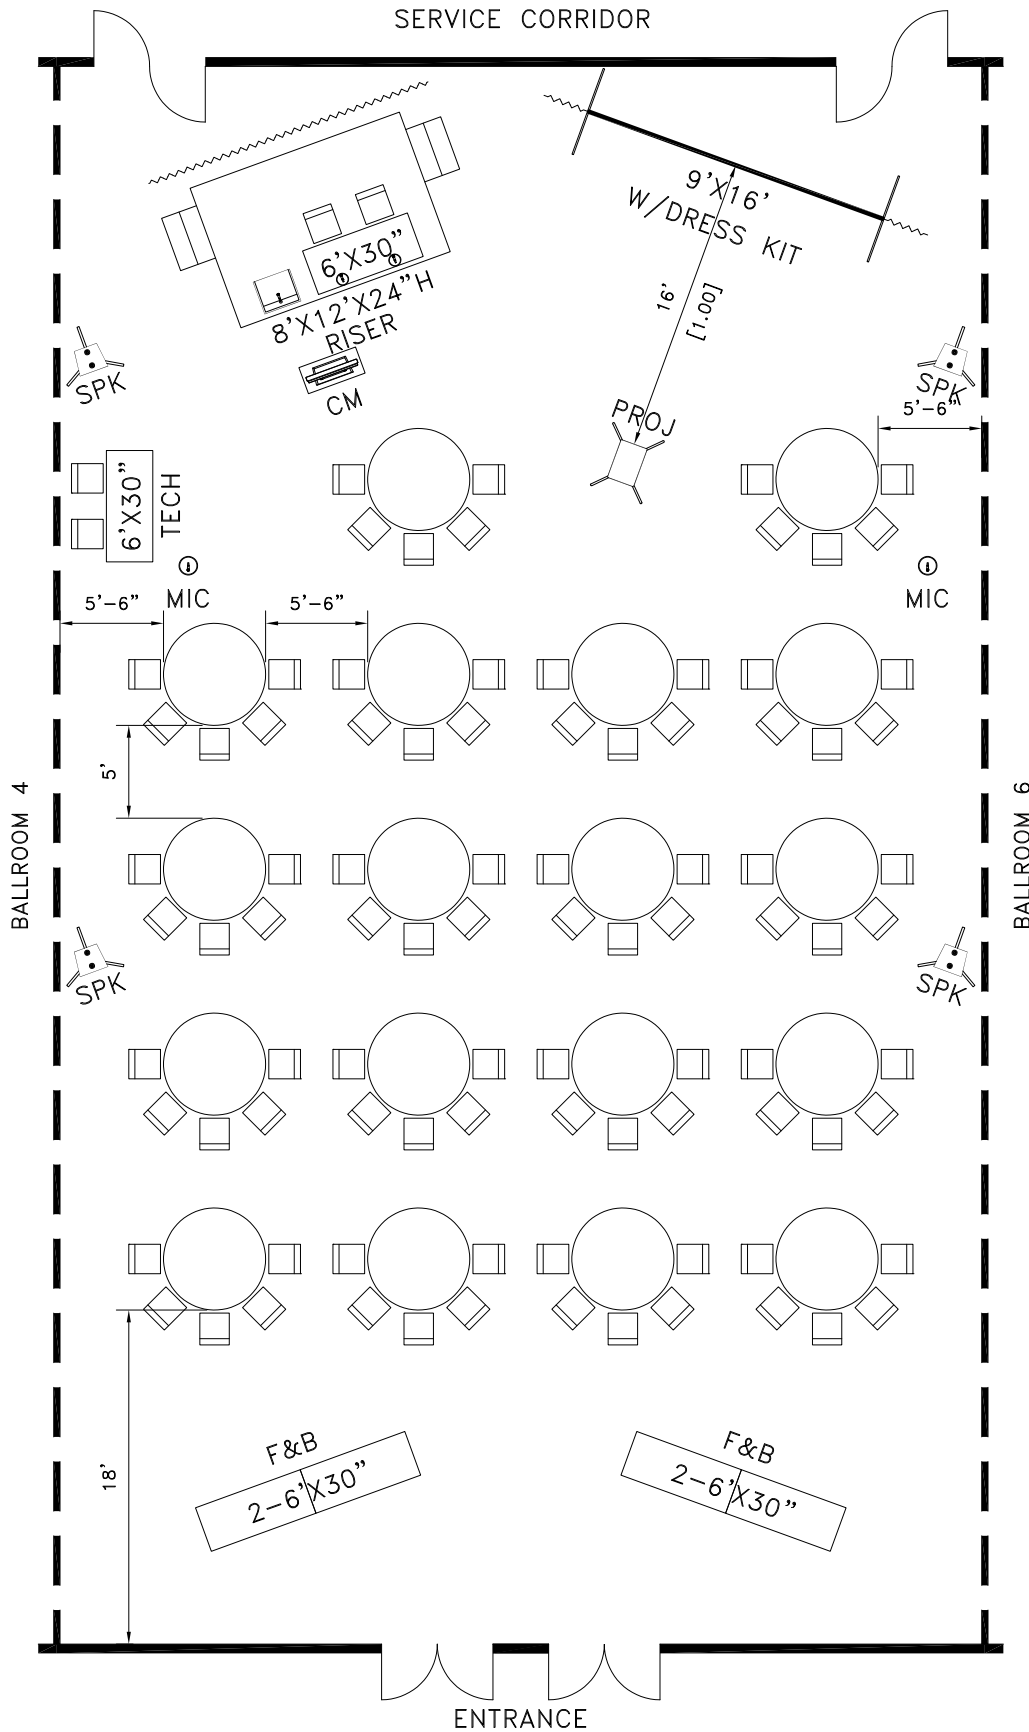 SERVICE CORRIDOR
9'X16'
W/DRESS KIT
6'X30"
8'X12'X24"H
RISER
16'
[1.00]
SPK
CM
SPK
5'-6"
PROJ
6'X30"
TECH
MIC
MIC
5'-6"
5'-6"
5'
BALLROOM 4
BALLROOM 6
SPK
SPK
F&B
2-6'X30"
F&B
2-6'X30"
18'
ENTRANCE